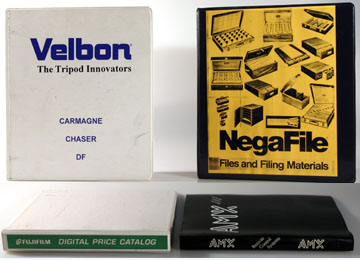 Velbon
The Tripod Innovators
CARMAGNE
CHASER
DF
NegaFile
Files and Filing Materials
FUJIFILM DIGITAL PRICE CATALOG
AMX
AMX AMX